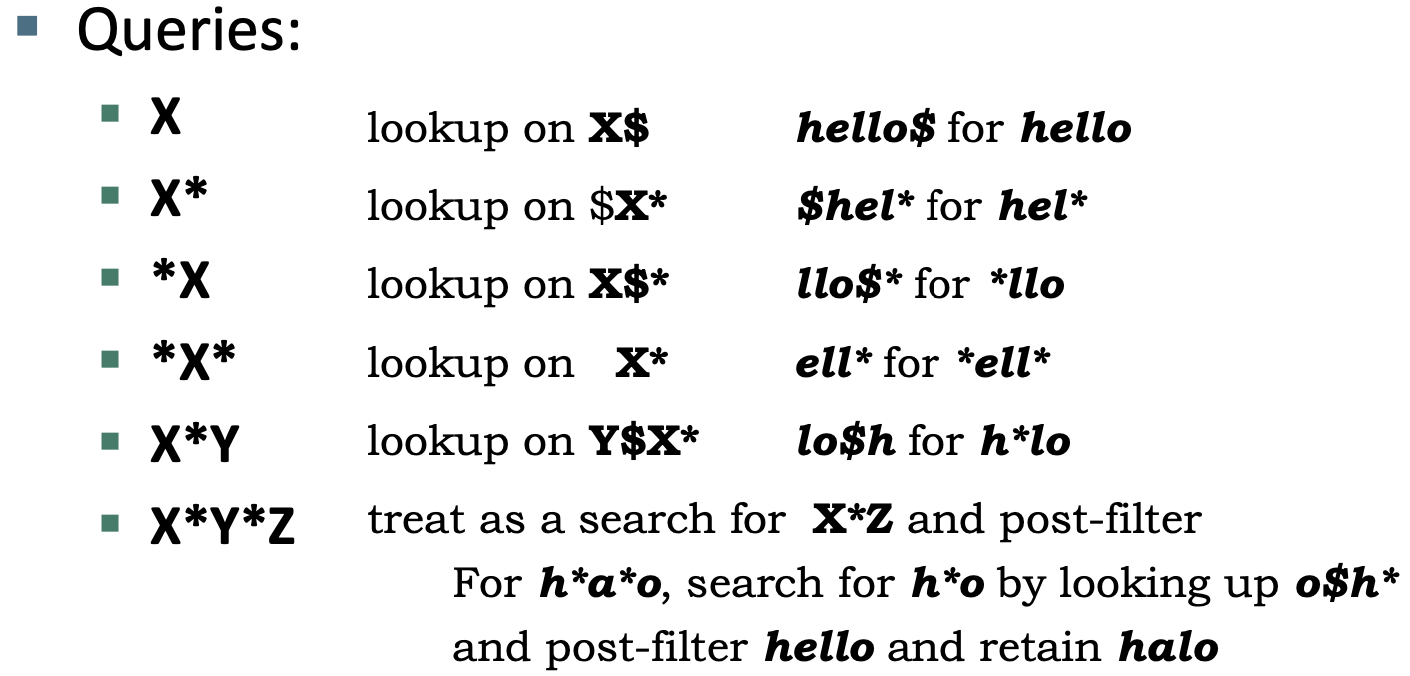 Queries:
X lookup on X$ hello$ for hello
X* lookup on $X* $hel* for hel*
*X lookup on X$* llo$* for *llo
*X* lookup on X* ell* for *ell*
X*Y lookup on Y$X* lo$h for h*lo
X*Y*Z treat as a search for X*Z and post-filter
For h*a*o, search for h*o by looking up o$h*
and post-filter hello and retain halo